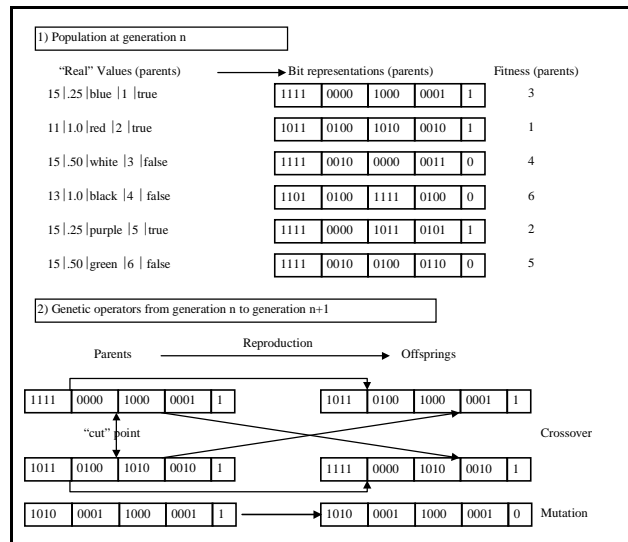 1) Population at generation n
“Real” Values (parents) Bit representations (parents) Fitness (parents)
15|.25|blue |1 |true 1111 0000 1000 0001 1 3
11|1.0|red |2 |true 1011 0100 1010 0010 1 1
15|.50|white |3 |false 1111 0010 0000 0011 0 4
13|1.0|black |4 | false 1101 0100 1111 0100 0 6
15|.25|purple |5 |true 1111 0000 1011 0101 1 2
15|.50|green |6 | false 1111 0010 0100 0110 0 5
2) Genetic operators from generation n to generation n+1
Reproduction
Parents Offsprings
1111 0000 1000 0001 1 1011 0100 1000 0001 1
“cut” point Crossover
1011 0100 1010 0010 1 1111 0000 1010 0010 1
1010 0001 1000 0001 1 1010 0001 1000 0001 0 Mutation